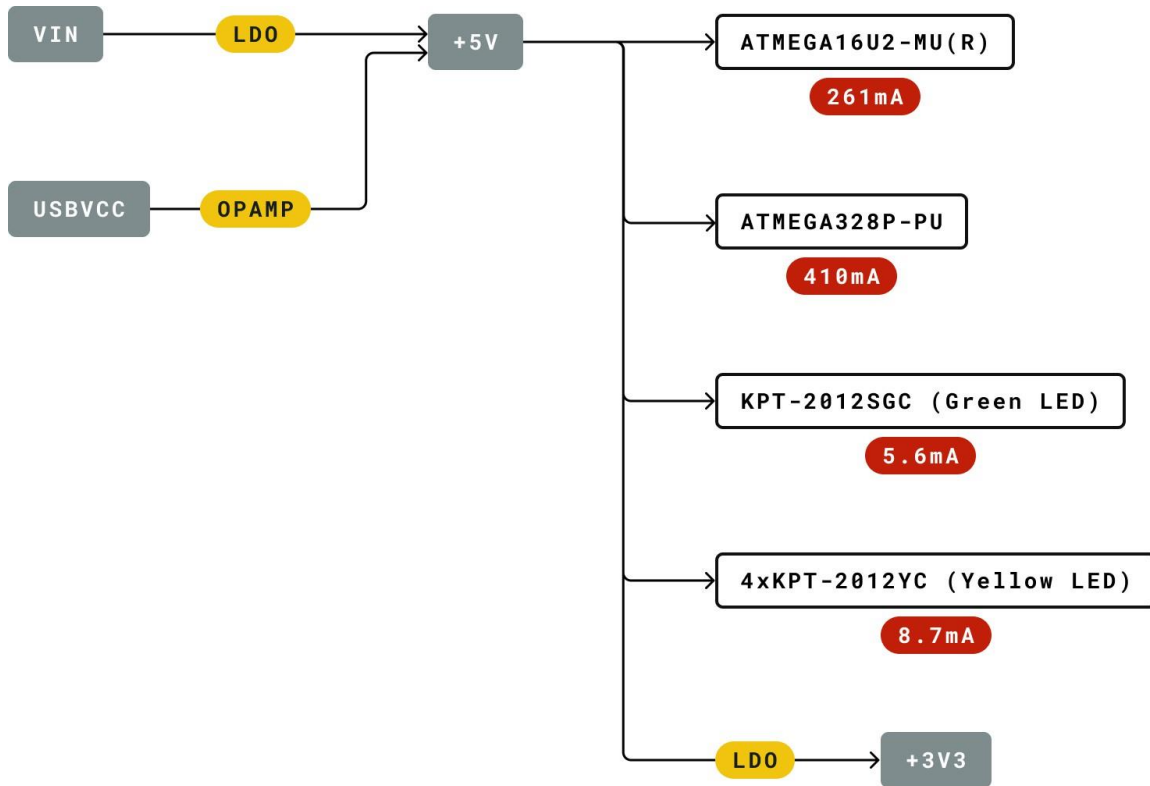 VIN
LDO
+5V
ATMEGA16U2-MU(R)
261mA
USBVCC
OPAMP
ATMEGA328P-PU
410mA
KPT-2012SGC (Green LED)
5.6mA
4xKPT-2012YC (Yellow LED)
8.7mA
LDO
+3V3